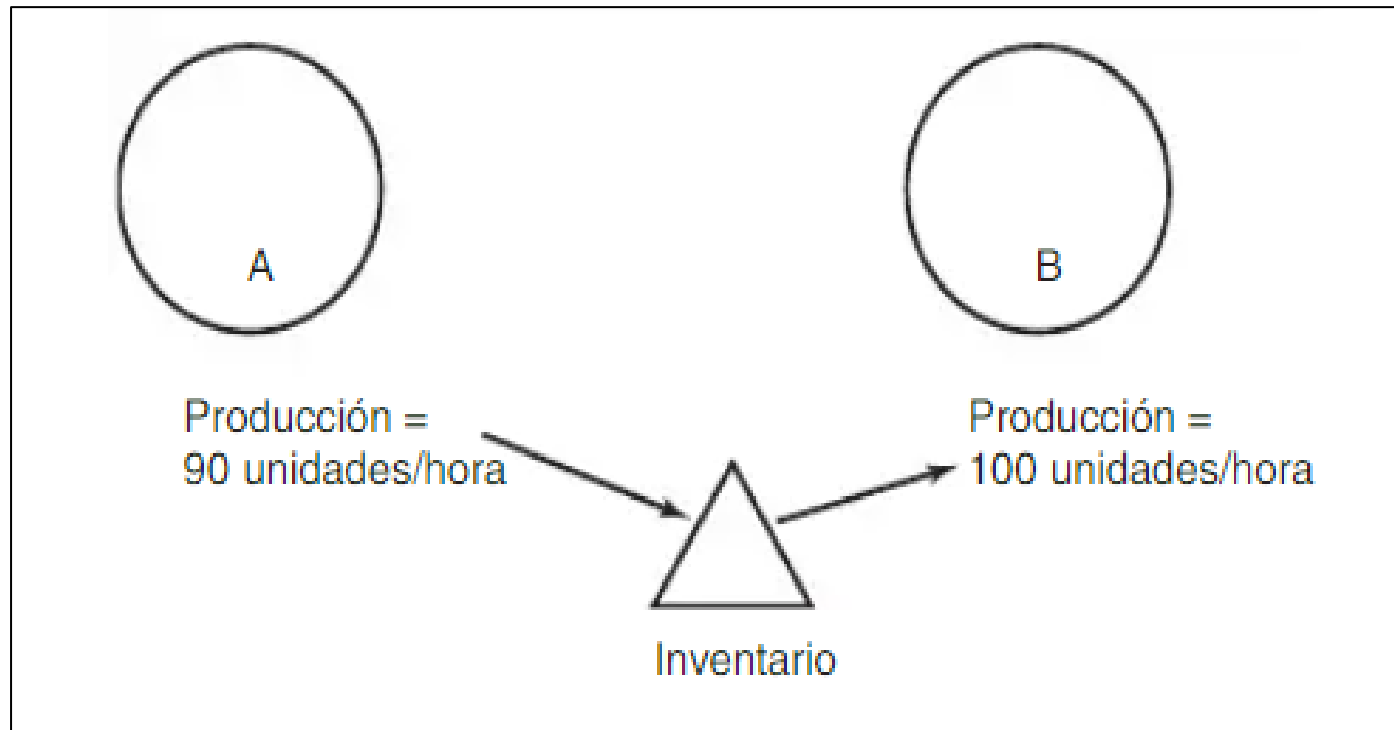 A
B
Producción =
90 unidades/hora
Producción =
100 unidades/hora
Inventario